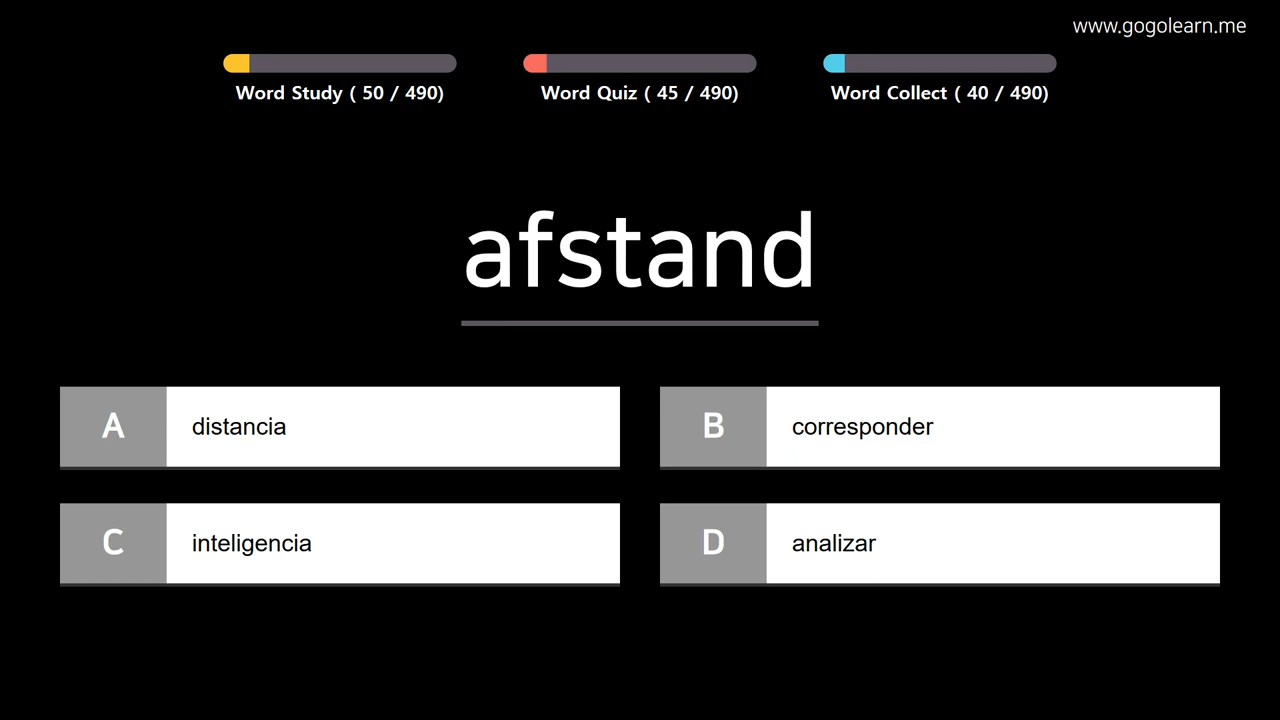 www.gogolearn.me
Word Study ( 50 / 490)
Word Quiz ( 45 / 490)
Word Collect ( 40 / 490)
afstand
A distancia
B corresponder
C inteligencia
D analizar